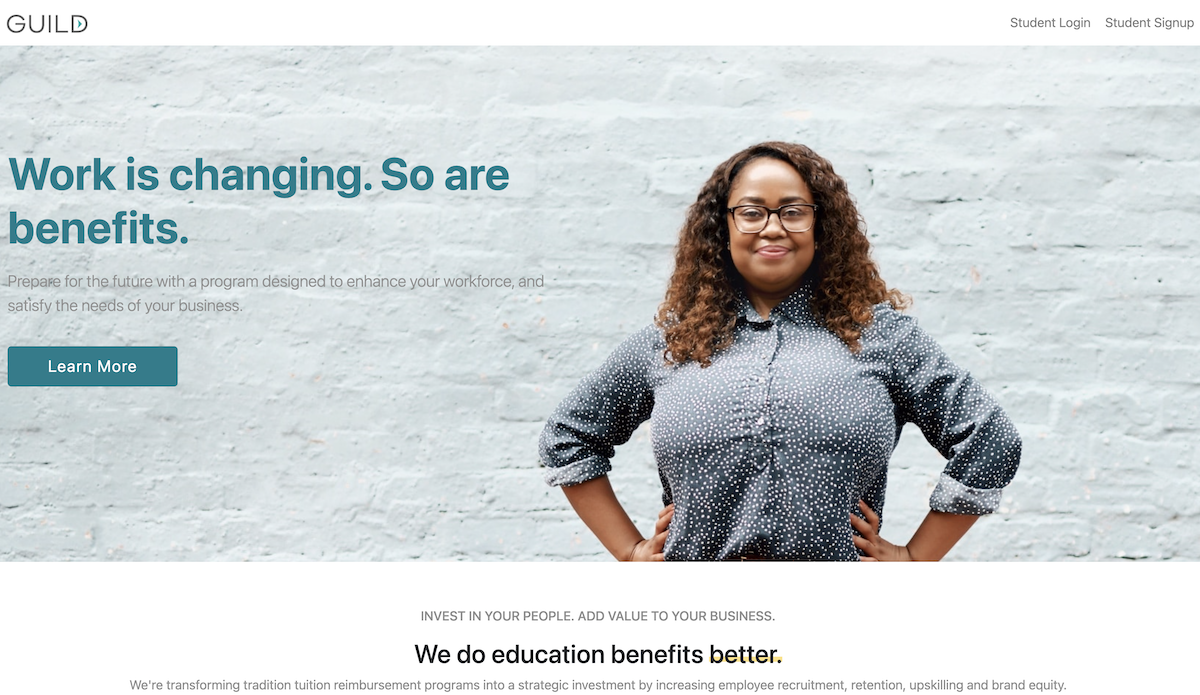 GUILD
Student Login Student Signup
Work is changing. So are
benefits.
Prepare for the future with a program designed to enhance your workforce, and
satisfy the needs of your business.
Learn More
INVEST IN YOUR PEOPLE. ADD VALUE TO YOUR BUSINESS.
We do education benefits better.
We're transforming tradition tuition reimbursement programs into a strategic investment by increasing employee recruitment, retention, upskilling and brand equity.